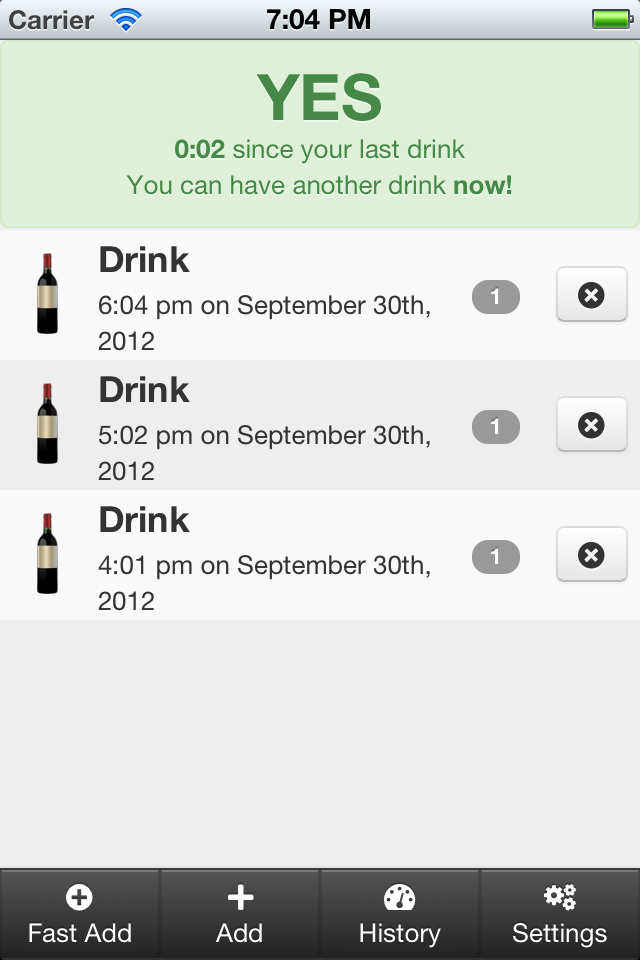 Carrier 7:04 PM
YES
0:02 since your last drink
You can have another drink now!
Drink
6:04 pm on September 30th,
2012
1
Drink
5:02 pm on September 30th,
2012
1
Drink
4:01 pm on September 30th,
2012
1
Fast Add Add History Settings